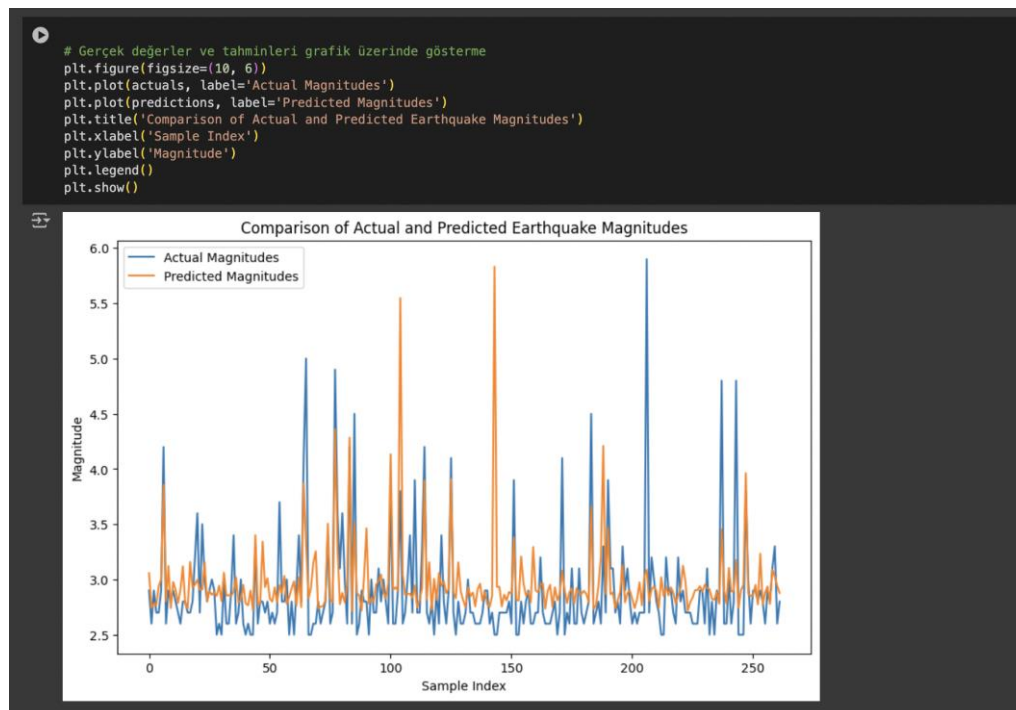 # Gerçek değerler ve tahminleri grafik üzerinde gösterme
plt.figure(figsize=(10, 6))
plt.plot(actuals, label='Actual Magnitudes')
plt.plot(predictions, label='Predicted Magnitudes')
plt.title('Comparison of Actual and Predicted Earthquake Magnitudes')
plt.xlabel('Sample Index')
plt.ylabel('Magnitude')
plt.legend()
plt.show()
Comparison of Actual and Predicted Earthquake Magnitudes
Actual Magnitudes
Predicted Magnitudes
Magnitude
6.0
5.5
5.0
4.5
4.0
3.5
3.0
2.5
0 50 100 150 200 250
Sample Index